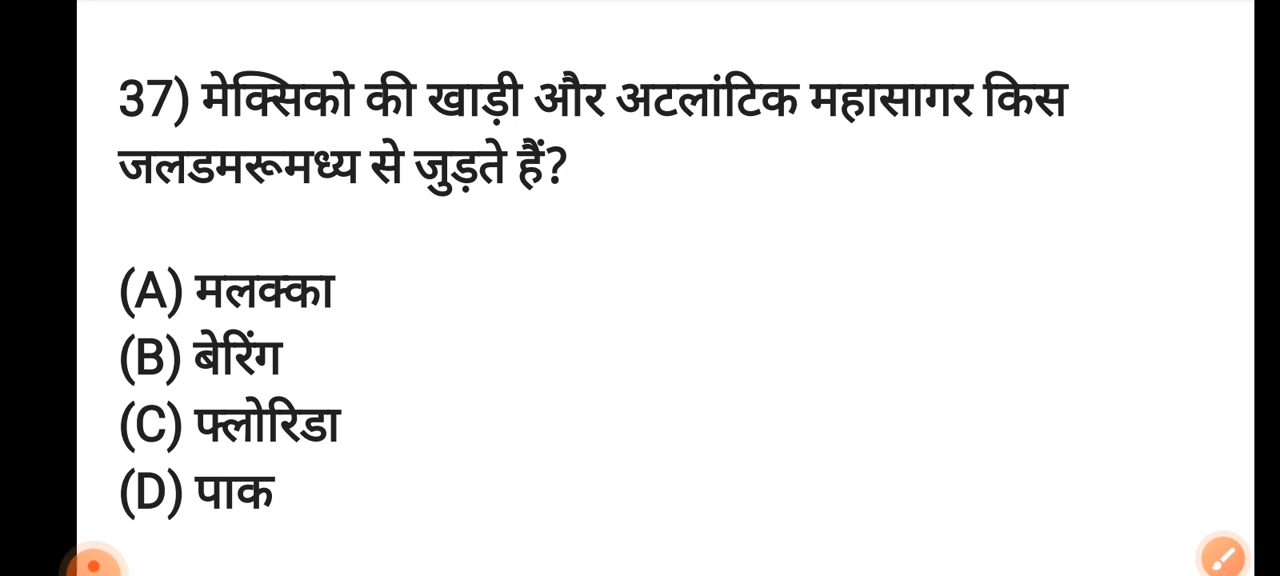 37) मेक्सिको की खाड़ी और अटलांटिक महासागर किस
जलडमरूमध्य से जुड़ते हैं?
(A) मलक्का
(B) बेरिंग
(C) फ्लोरिडा
(D) पाक